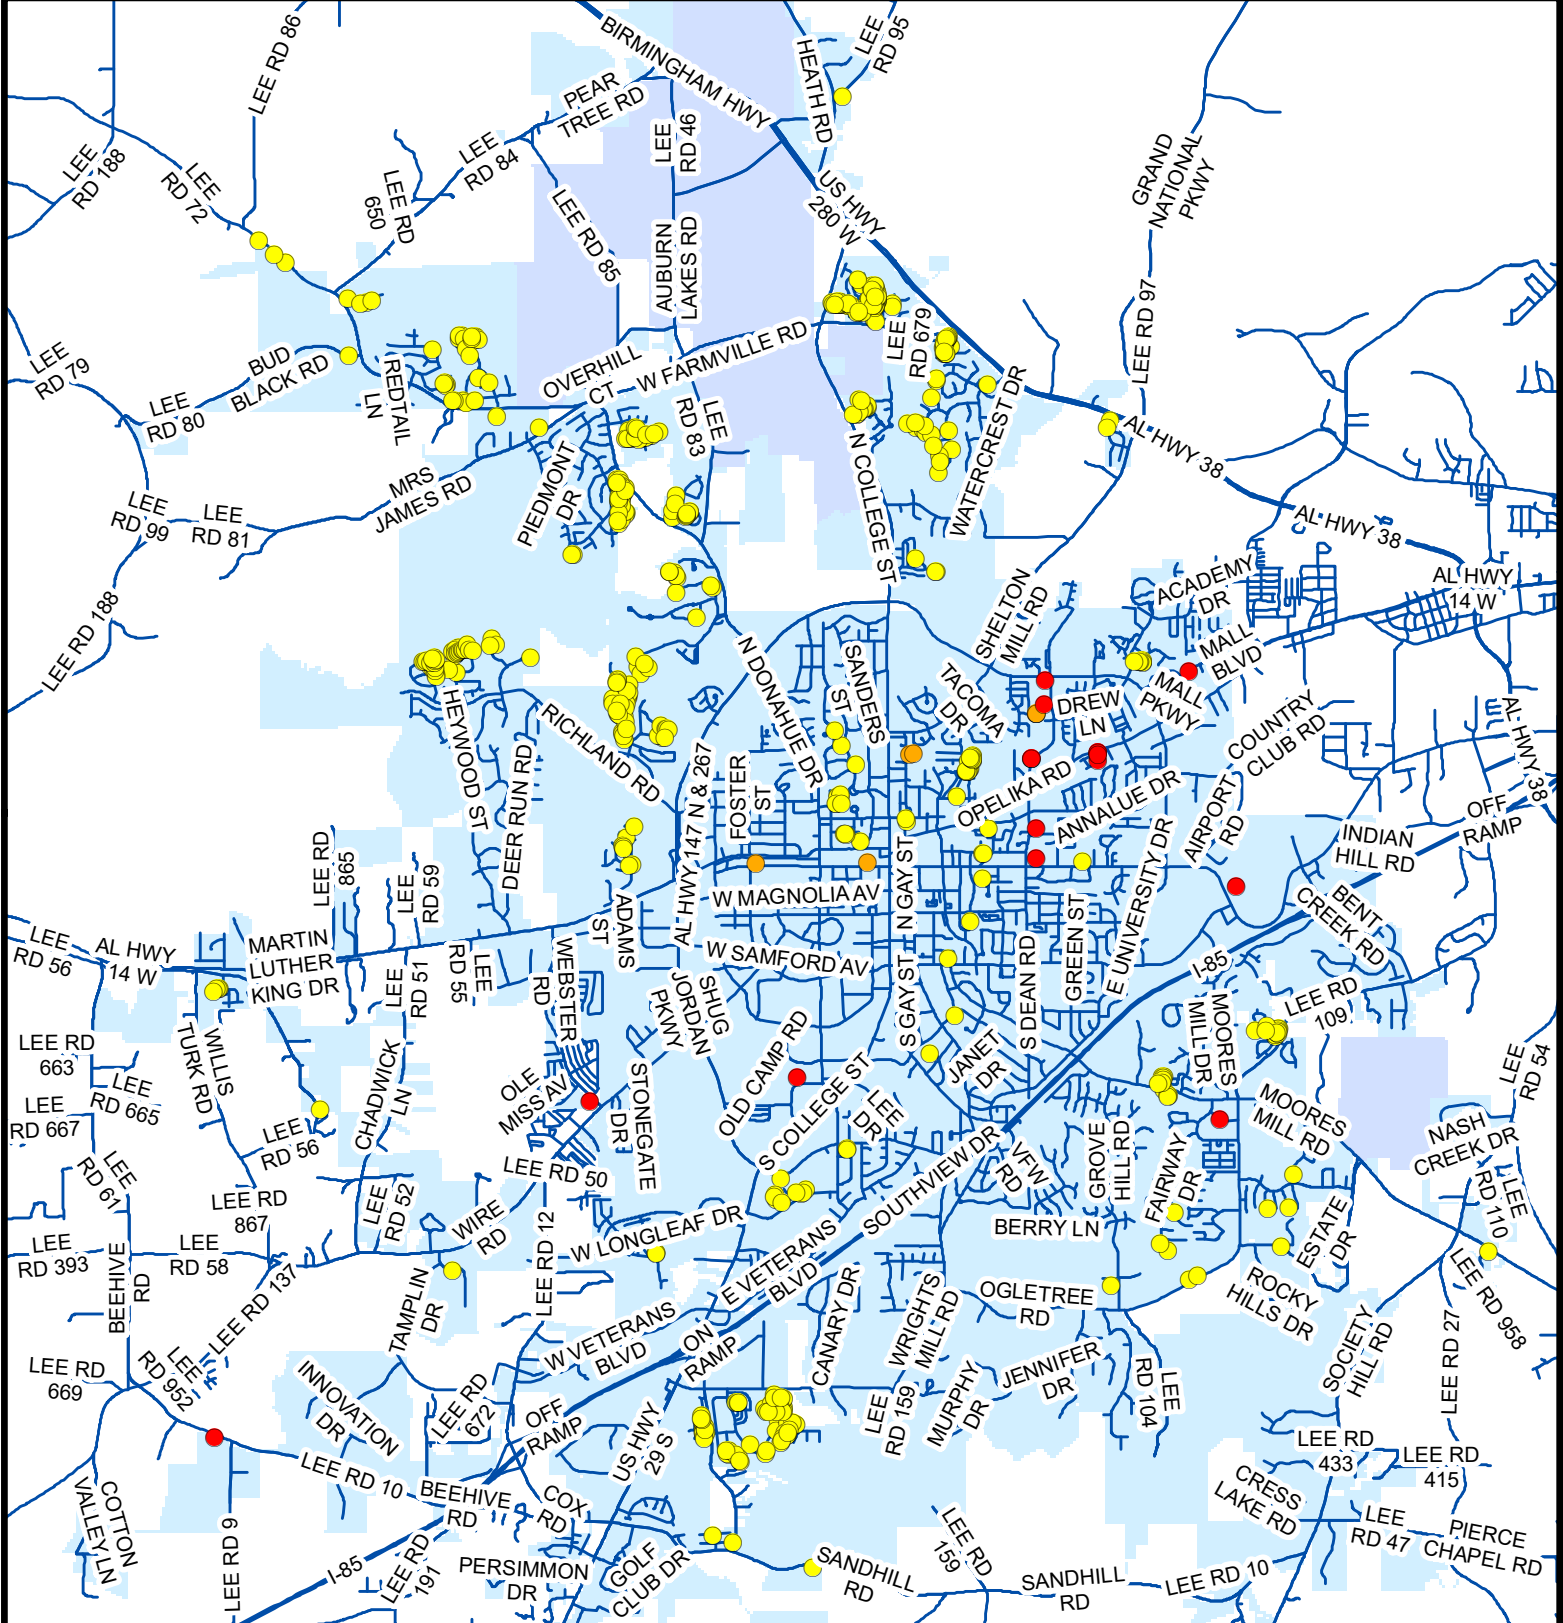 LEE RD 86
BIRMINGHAM HWY
HEATH RD
LEE
RD 95
PEAR
TREE RD
LEE
RD 46
LEE
RD 188
LEE
RD 72
LEE
RD 84
LEE RD
650
LEE RD 85
AUBURN
LAKES RD
US HWY
280 W
GRAND
NATIONAL
PKWY
LEE RD 97
LEE
RD 79
BUD
BLACK RD
LEE
RD 80
REDTAIL
LN
OVERHILL
CT
W FARMVILLE RD
LEE
RD 679
LEE
RD 83
WATERCREST DR
N COLLEGE ST
AL HWY 38
AL HWY 38
MRS
JAMES RD
PIEDMONT
DR
LEE
RD 99
LEE
RD 81
LEE RD 188
SHELTON
MILL RD
ACADEMY
DR
AL HWY
14 W
MALL
BLVD
MALL
PKWY
N DONAHUE DR
SANDERS
ST
TACOMA
DR
DREW
LN
COUNTRY
CLUB RD
AL HWY 38
HEYWOOD ST
RICHLAND RD
DEER RUN RD
AL HWY 147 N & 267
FOSTER
ST
OPELIKA RD
ANNALUE DR
AIRPORT
RD
OFF
RAMP
INDIAN
HILL RD
LEE RD
865
LEE
RD 59
W MAGNOLIA AV
N GAY ST
E UNIVERSITY DR
BENT
CREEK RD
LEE
RD 56
AL HWY
14 W
MARTIN
LUTHER
KING DR
LEE
RD 51
LEE
RD 55
WEBSTER
RD
ADAMS
ST
W SAMFORD AV
SHUG
JORDAN
PKWY
S GAY ST
S DEAN RD
GREEN ST
I-85
LEE RD
109
LEE RD
663
LEE
RD 665
LEE
RD 667
WILLIS
TURK RD
LEE
RD 56
CHADWICK
LN
OLE
MISS AV
STONEGATE
DR
OLD CAMP RD
JANET
DR
MOORES
MILL DR
MOORES
MILL RD
LEE
RD 54
NASH
CREEK DR
LEE
RD 110
LEE
RD 61
LEE RD
867
LEE
RD 52
LEE RD 50
S COLLEGE ST
LEE
DR
SOUTHVIEW DR
VFW
RD
GROVE
HILL RD
FAIRWAY
DR
ESTATE
DR
BERRY LN
LEE
RD 393
BEEHIVE
RD
LEE
RD 58
WIRE
RD
LEE RD 12
W LONGLEAF DR
E VETERANS
BLVD
LEE RD 137
TAMPLIN
DR
W VETERANS
BLVD
ON
RAMP
CANARY DR
WRIGHTS
MILL RD
OGLETREE
RD
ROCKY
HILLS DR
SOCIETY
HILL RD
LEE RD 27
LEE RD 958
LEE RD
669
LEE
RD 952
INNOVATION
DR
LEE RD
672
OFF
RAMP
US HWY
29 S
LEE
RD 159
MURPHY
DR
JENNIFER
DR
LEE
RD 104
LEE RD
433
LEE RD
415
COTTON
VALLEY LN
LEE RD 9
LEE RD 10
BEEHIVE
RD
COX
RD
I-85
LEE RD
191
PERSIMMON
DR
GOLF
CLUB DR
SANDHILL
RD
LEE RD
159
SANDHILL
RD
LEE RD 10
CRESS
LAKE RD
LEE
RD 47
PIERCE
CHAPEL RD